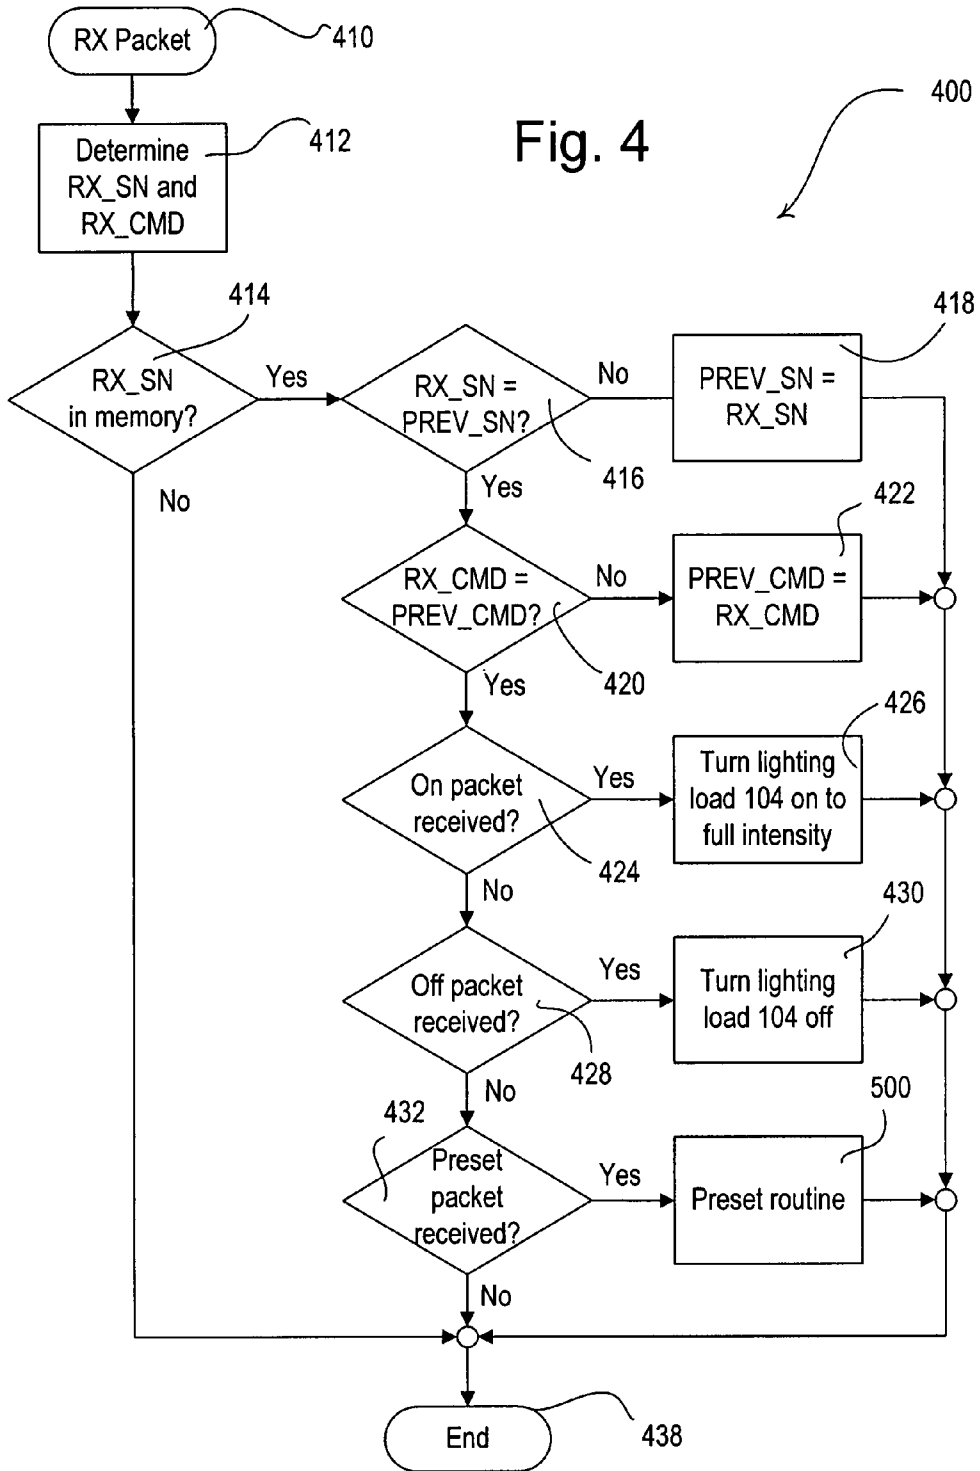 RX Packet
410
400
Fig. 4
Determine
RX_SN and
RX_CMD
412
414
RX_SN
in memory?
Yes
No
RX_SN =
PREV_SN?
416
No
Yes
PREV_SN =
RX_SN
418
RX_CMD =
PREV_CMD?
420
No
Yes
PREV_CMD =
RX_CMD
422
On packet
received?
424
Yes
No
Turn lighting
load 104 on to
full intensity
426
Off packet
received?
428
Yes
No
Turn lighting
load 104 off
430
432
Preset
packet
received?
Yes
No
Preset routine
500
End
438